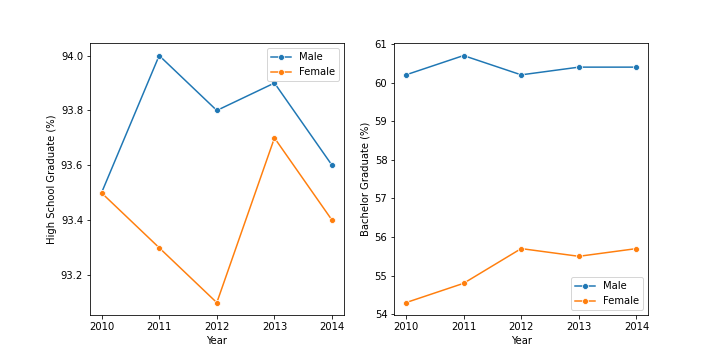 High School Graduate (%)
94.0
93.8
93.6
93.4
93.2
2010 2011 2012 2013 2014
Year
Male
Female
Bachelor Graduate (%)
61
60
59
58
57
56
55
54
2010 2011 2012 2013 2014
Year
Male
Female